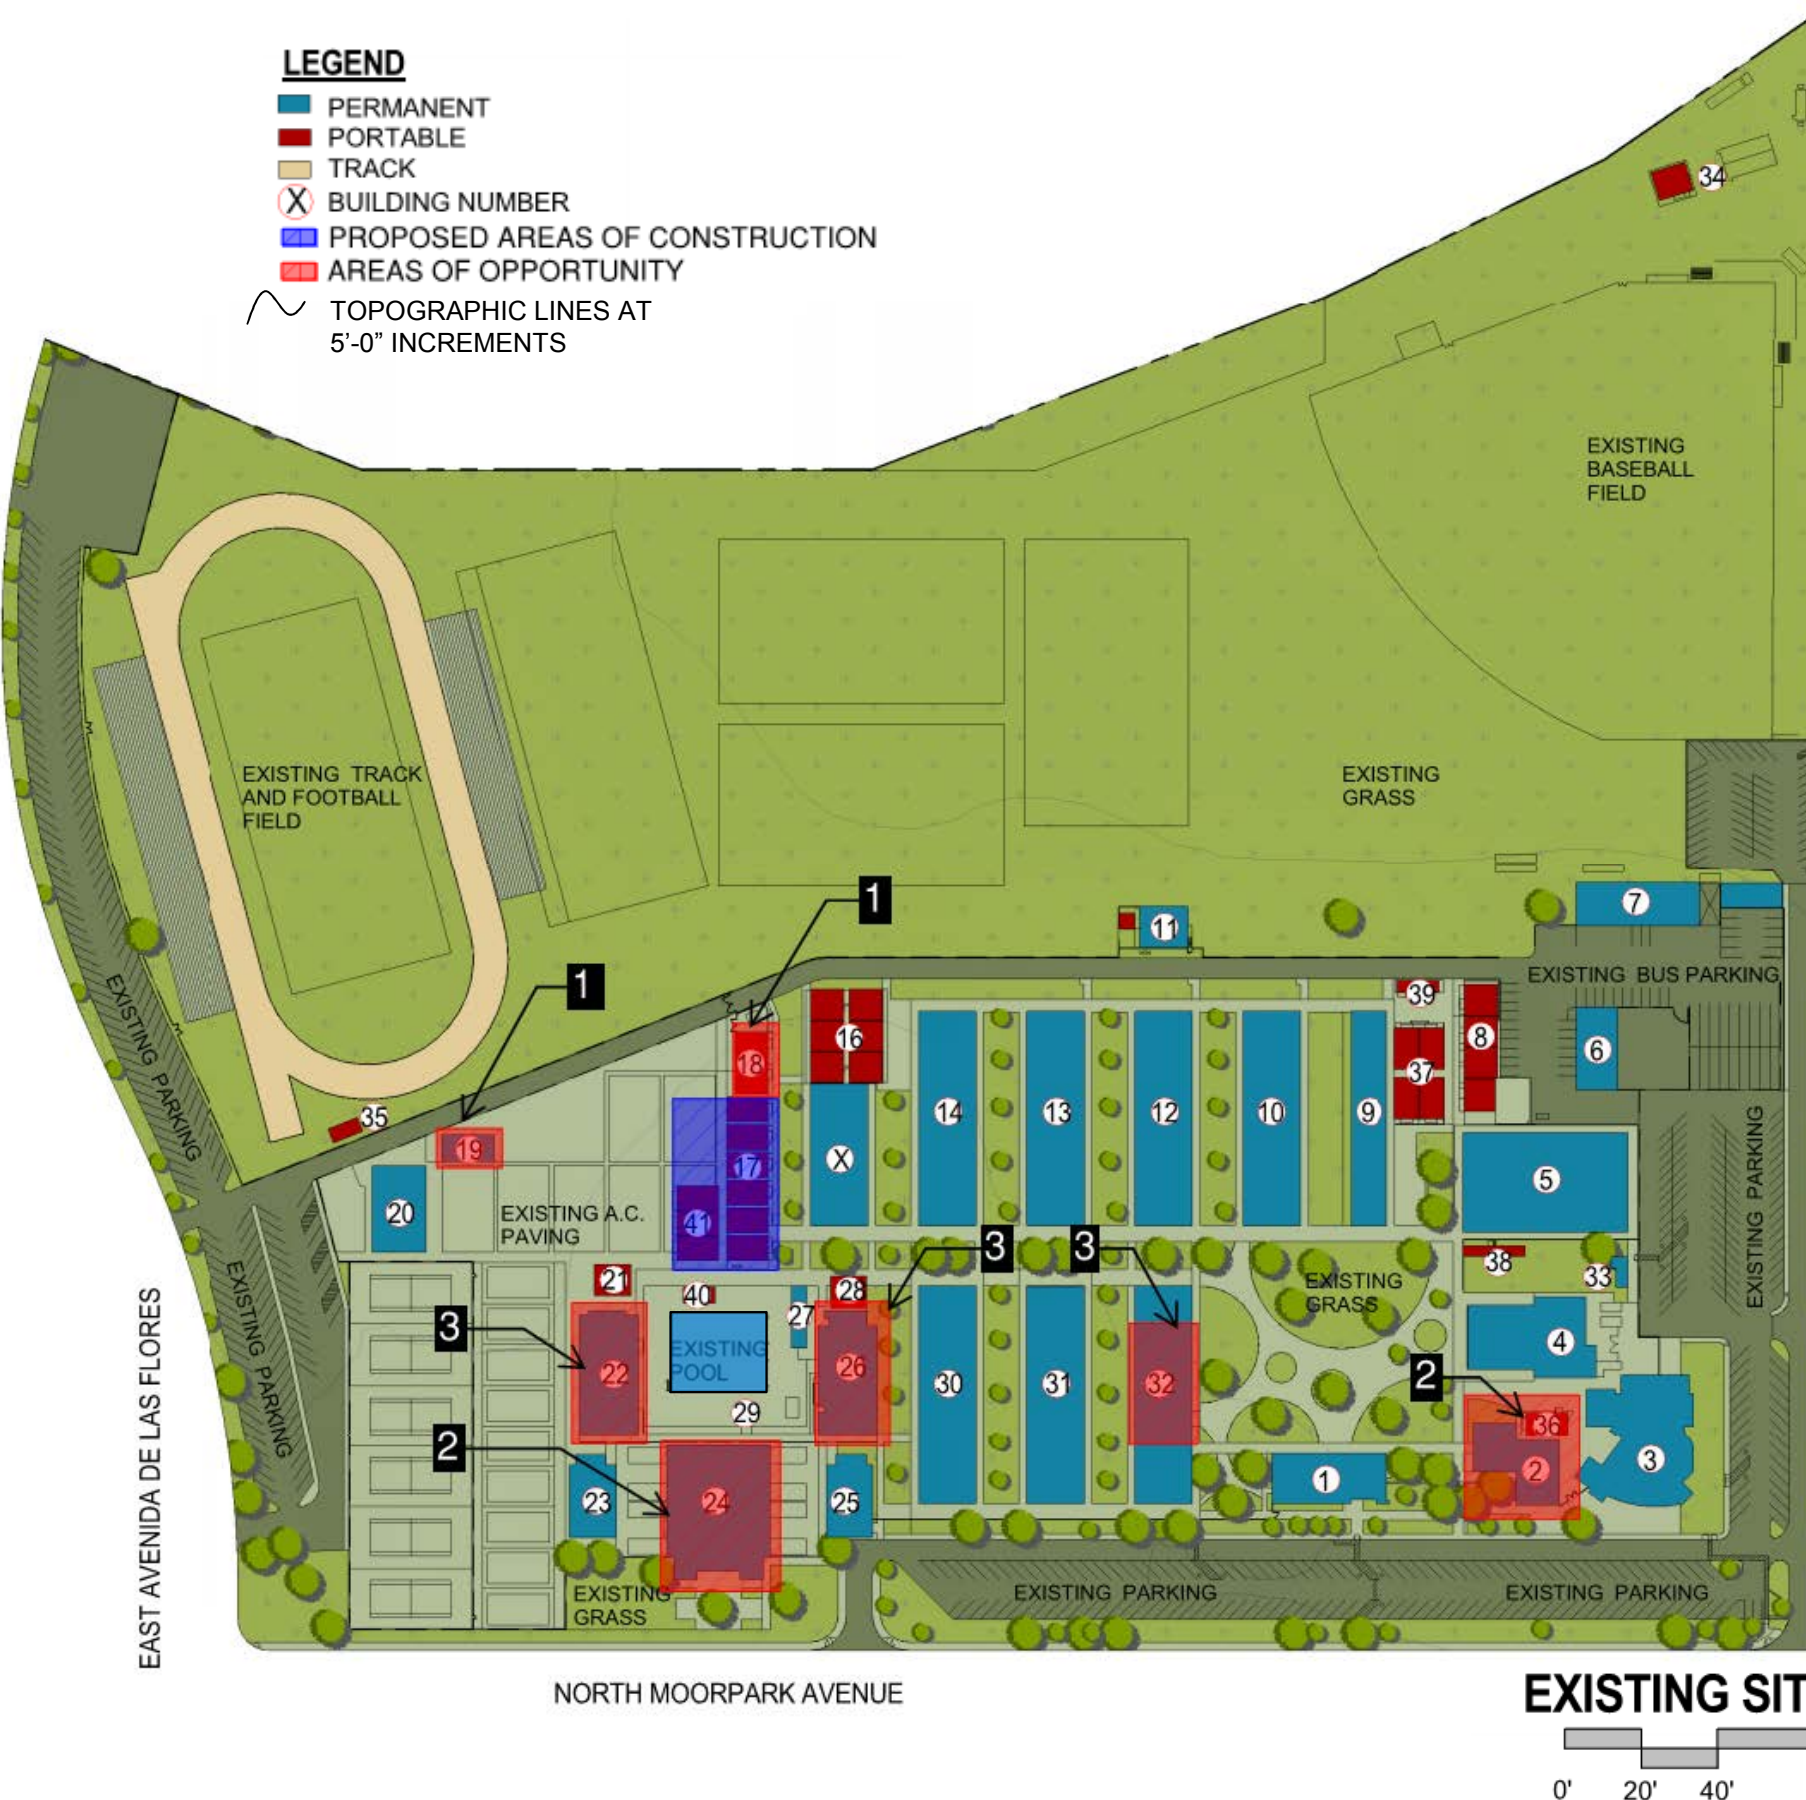 LEGEND
PERMANENT
PORTABLE
TRACK
X BUILDING NUMBER
PROPOSED AREAS OF CONSTRUCTION
AREAS OF OPPORTUNITY
TOPOGRAPHIC LINES AT
5’-0” INCREMENTS
34
EXISTING
BASEBALL
FIELD
EXISTING TRACK
AND FOOTBALL
FIELD
EXISTING
GRASS
1
7
11
1
EXISTING BUS PARKING
EXISTING PARKING
39
16
8
18
37
6
35
14
13
12
10
9
19
X
17
5
20
EXISTING A.C.
PAVING
41
EXISTING PARKING
3
3
38
33
21
40
28
27
EXISTING
GRASS
EXISTING PARKING
3
EXISTING
POOL
22
26
30
31
32
4
2
29
36
2
24
23
25
1
2
3
EXISTING
GRASS
EXISTING PARKING
EXISTING PARKING
EAST AVENIDA DE LAS FLORES
NORTH MOORPARK AVENUE
EXISTING SIT
0' 20' 40'